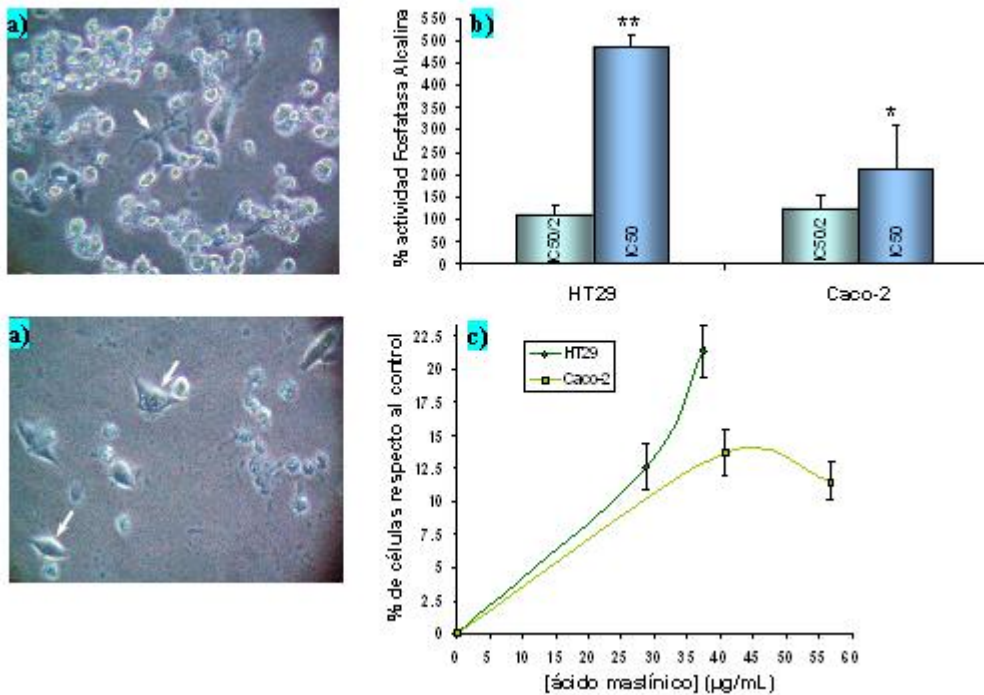 a)
b)
% actividad Fosfatasa Alcalina
550
500
450
400
350
300
250
200
150
100
50
0
**
*
IC50/2
IC50
IC50/2
IC50
HT29
Caco-2
a)
c)
% de células respecto al control
22.5
20
17.5
15
12.5
10
7.5
5
2.5
0
HT29
Caco-2
0 5 10 15 20 25 30 35 40 45 50 55 60
[ácido maslínico] (µg/mL)